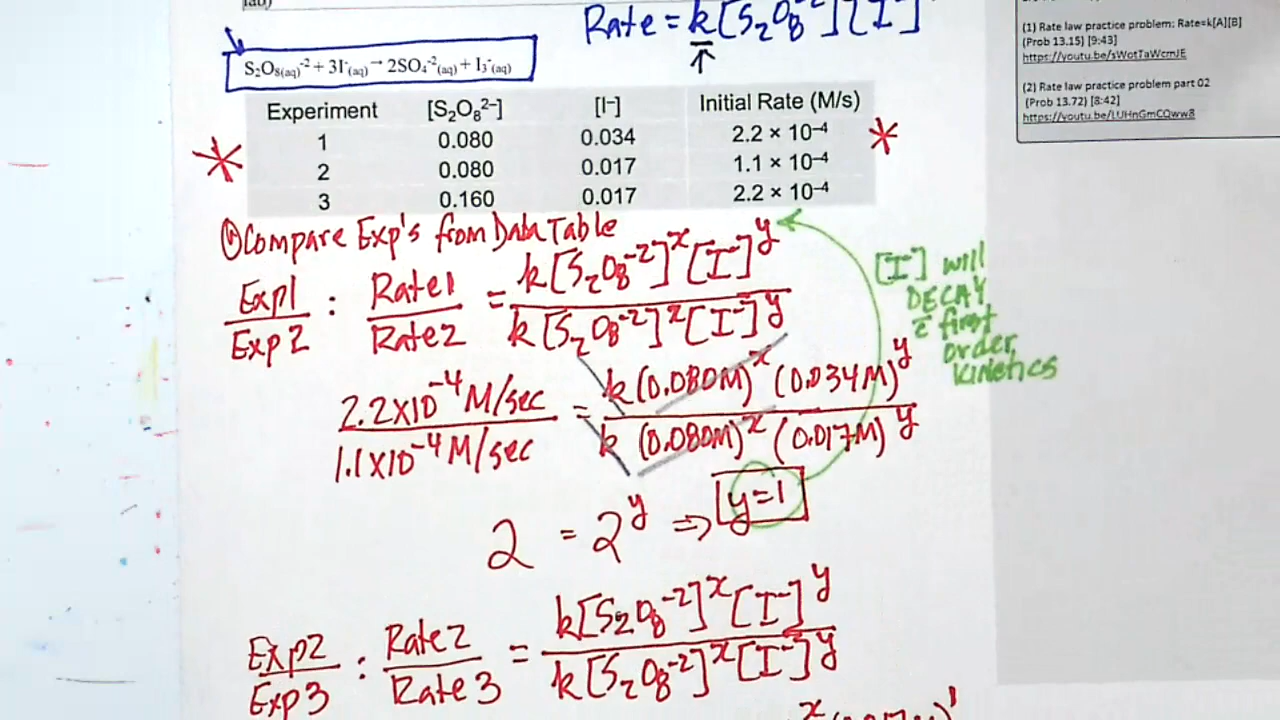 lab)
Rate = k[S₂O₈⁻²][I⁻]
S₂O₈(aq)⁻² + 3I⁻(aq) → 2SO₄⁻²(aq) + I₃⁻(aq)
Experiment [S₂O₈²⁻] [I⁻] Initial Rate (M/s)
1 0.080 0.034 2.2 × 10⁻⁴
2 0.080 0.017 1.1 × 10⁻⁴
3 0.160 0.017 2.2 × 10⁻⁴
Compare Exp's from Data Table
Exp1 / Exp2 : Rate1 / Rate2 = k[S₂O₈⁻²]ˣ[I⁻]ʸ / k[S₂O₈⁻²]ˣ[I⁻]ʸ
2.2x10⁻⁴ M/sec / 1.1x10⁻⁴ M/sec = k(0.080M)ˣ(0.034M)ʸ / k(0.080M)ˣ(0.017M)ʸ
2 = 2ʸ ⇒ y=1
Exp2 / Exp3 : Rate2 / Rate3 = k[S₂O₈⁻²]ˣ[I⁻]ʸ / k[S₂O₈⁻²]ˣ[I⁻]ʸ
[I⁻] will
DECAY
c̄ first
order
kinetics
(1) Rate law practice problem: Rate=k[A][B]
(Prob 13.15) [9:43]
https://youtu.be/sWotTaWcmJE
(2) Rate law practice problem part 02
(Prob 13.72) [8:42]
https://youtu.be/LUHnGmCQww8